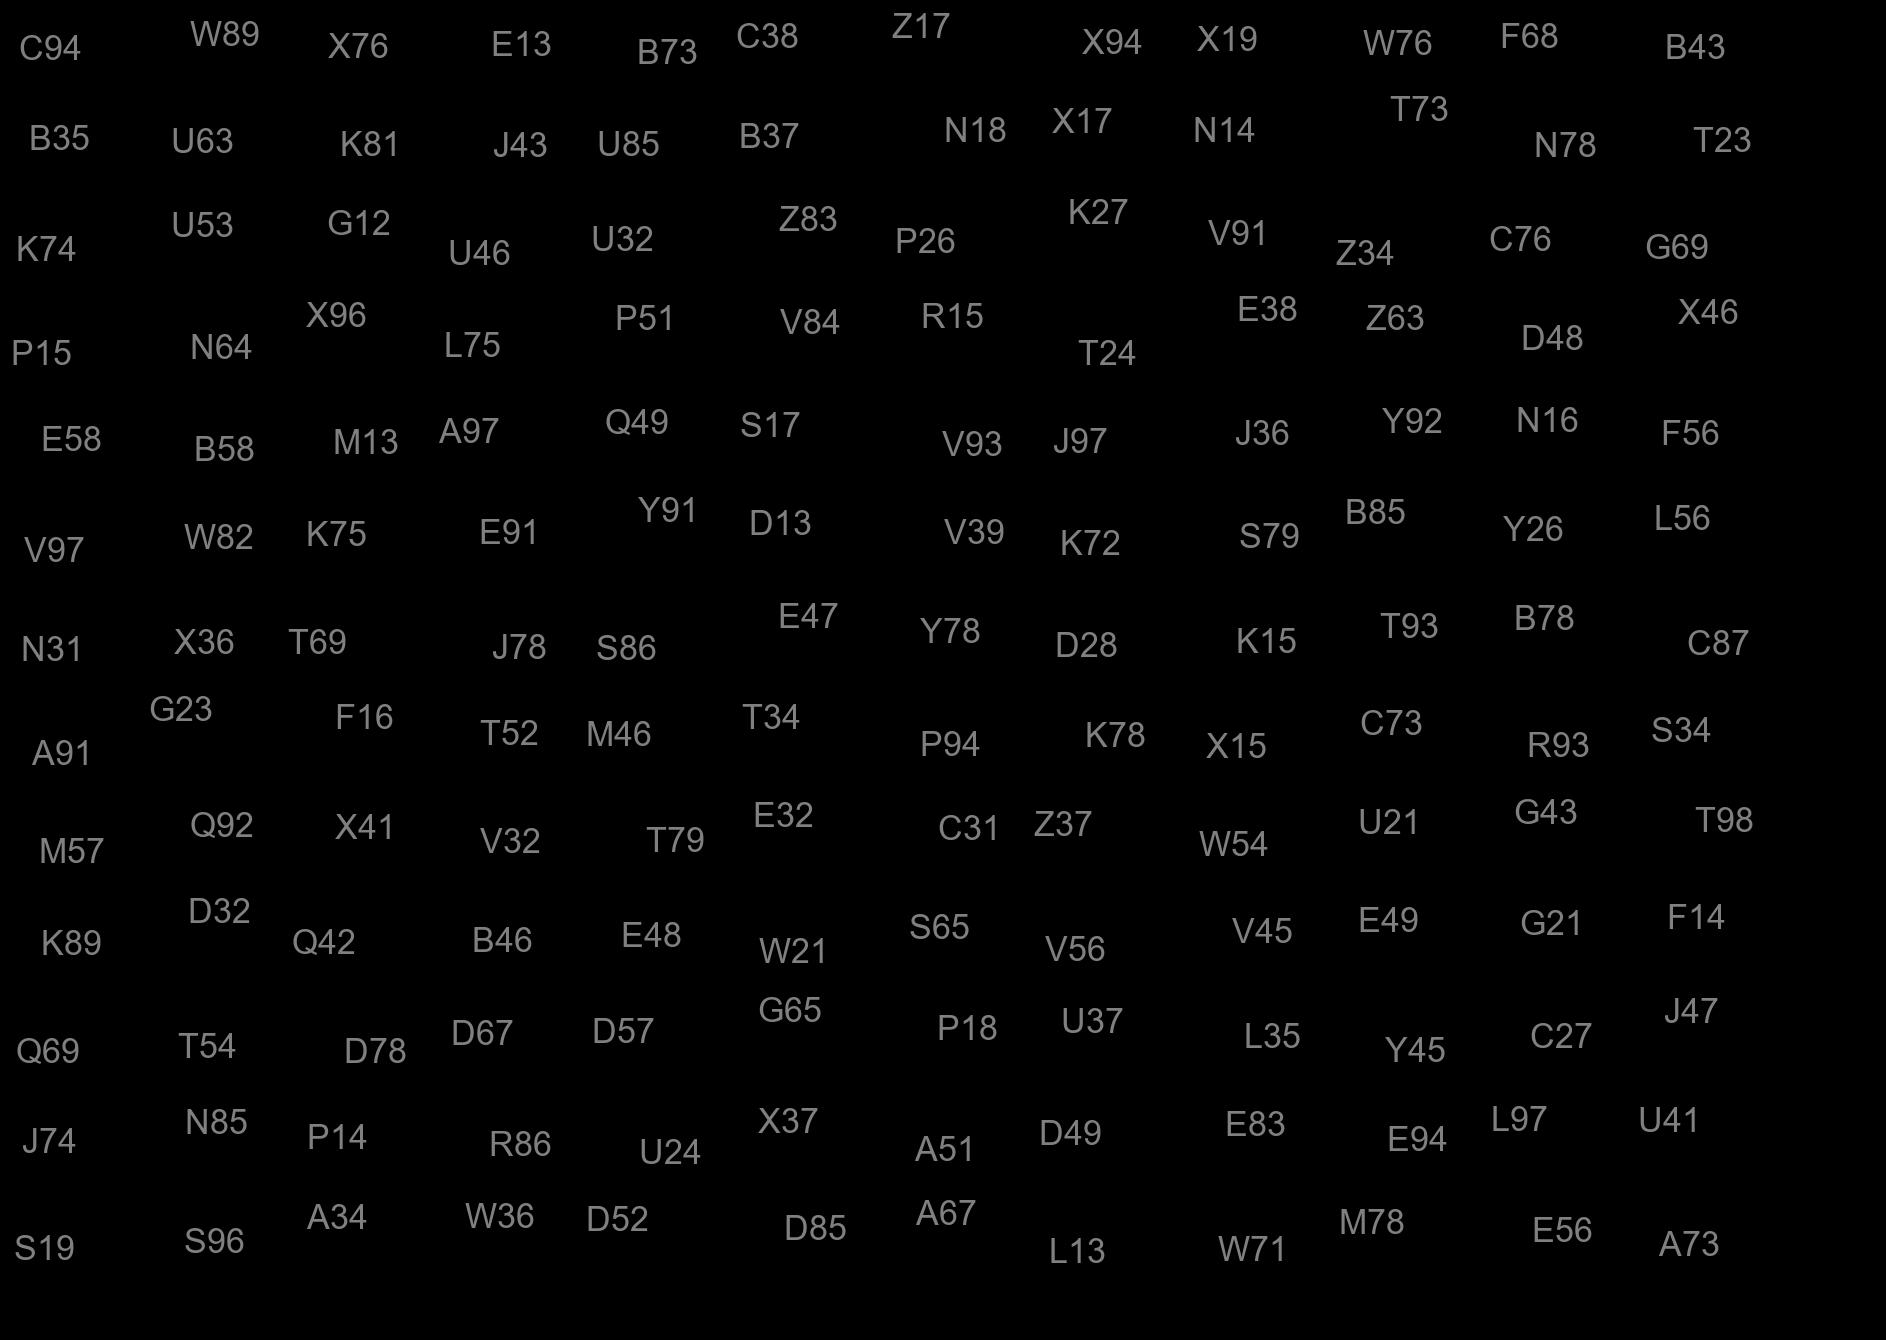 C94 W89 X76 E13 B73 C38 Z17 X94 X19 W76 F68 B43
B35 U63 K81 J43 U85 B37 N18 X17 N14 T73 N78 T23
K74 U53 G12 U46 U32 Z83 P26 K27 V91 Z34 C76 G69
P15 N64 X96 L75 P51 V84 R15 T24 E38 Z63 D48 X46
E58 B58 M13 A97 Q49 S17 V93 J97 J36 Y92 N16 F56
V97 W82 K75 E91 Y91 D13 V39 K72 S79 B85 Y26 L56
N31 X36 T69 J78 S86 E47 Y78 D28 K15 T93 B78 C87
A91 G23 F16 T52 M46 T34 P94 K78 X15 C73 R93 S34
M57 Q92 X41 V32 T79 E32 C31 Z37 W54 U21 G43 T98
K89 D32 Q42 B46 E48 W21 S65 V56 V45 E49 G21 F14
Q69 T54 D78 D67 D57 G65 P18 U37 L35 Y45 C27 J47
J74 N85 P14 R86 U24 X37 A51 D49 E83 E94 L97 U41
S19 S96 A34 W36 D52 D85 A67 L13 W71 M78 E56 A73